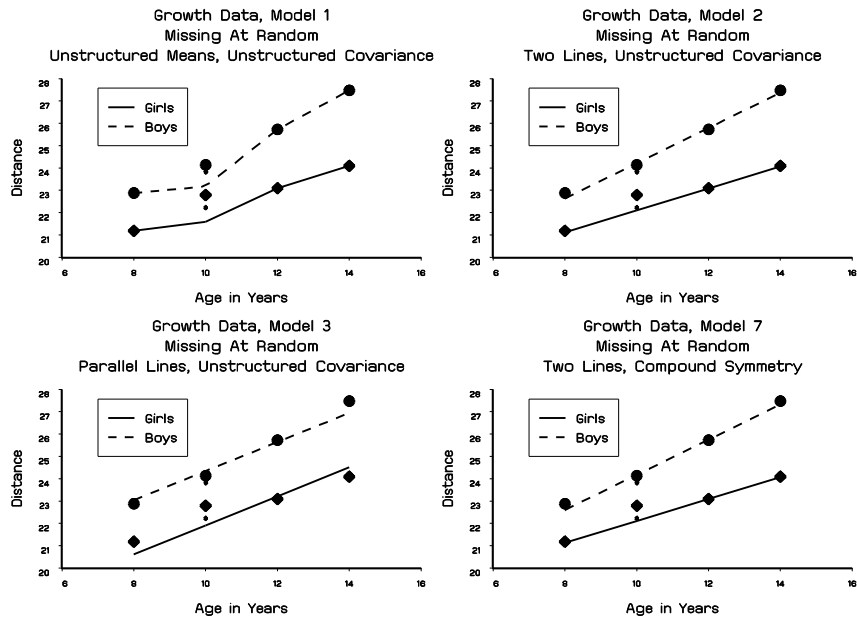 Growth Data, Model 1
Missing At Random
Unstructured Means, Unstructured Covariance
28
27
26
25
24
23
22
21
20
Distance
Girls
Boys
6
8
10
12
14
16
Age in Years
Growth Data, Model 2
Missing At Random
Two Lines, Unstructured Covariance
28
27
26
25
24
23
22
21
20
Distance
Girls
Boys
6
8
10
12
14
16
Age in Years
Growth Data, Model 3
Missing At Random
Parallel Lines, Unstructured Covariance
28
27
26
25
24
23
22
21
20
Distance
Girls
Boys
6
8
10
12
14
16
Age in Years
Growth Data, Model 7
Missing At Random
Two Lines, Compound Symmetry
28
27
26
25
24
23
22
21
20
Distance
Girls
Boys
6
8
10
12
14
16
Age in Years